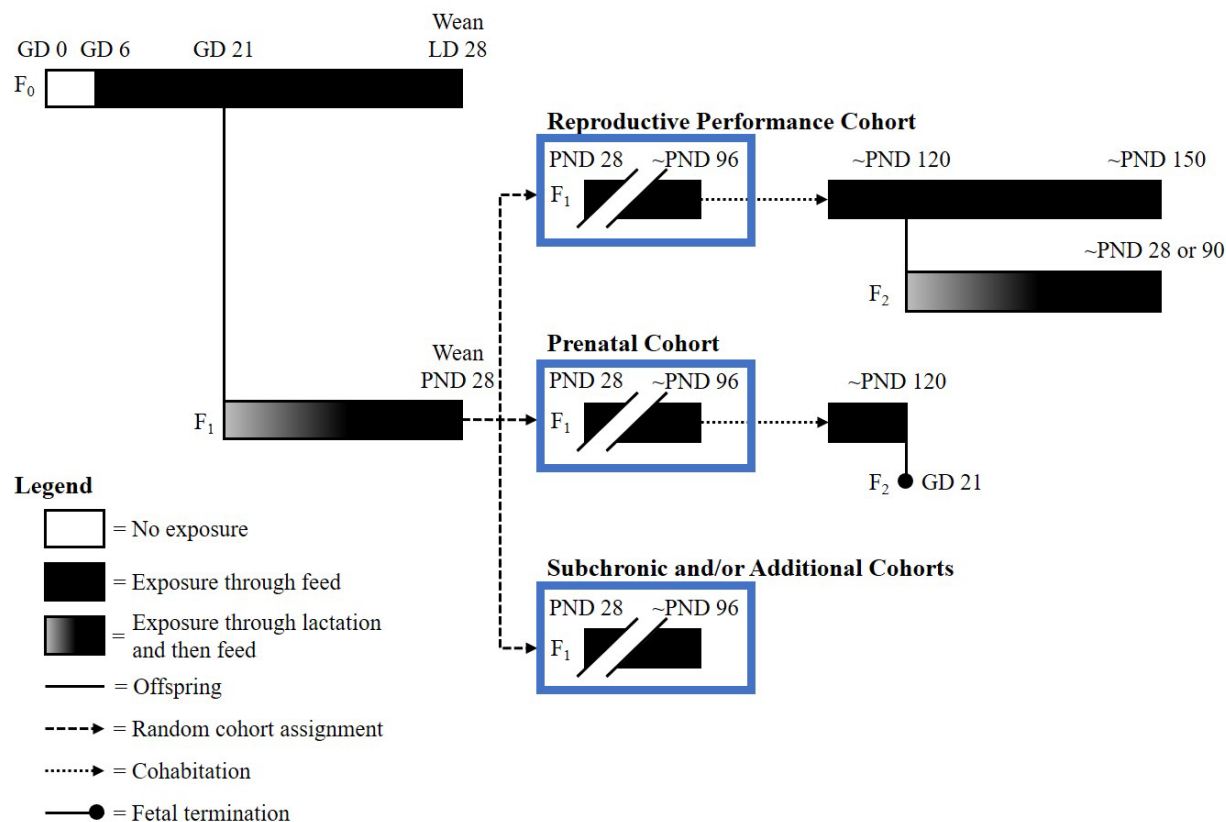 Wean
GD 0 GD 6 GD 21 LD 28
F0
Reproductive Performance Cohort
PND 28 ~PND 96 ~PND 120 ~PND 150
F1
~PND 28 or 90
F2
Prenatal Cohort
Wean
PND 28
PND 28 ~PND 96 ~PND 120
F1
F1
F2 GD 21
Legend
= No exposure
= Exposure through feed
= Exposure through lactation
and then feed
= Offspring
= Random cohort assignment
= Cohabitation
= Fetal termination
Subchronic and/or Additional Cohorts
PND 28 ~PND 96
F1